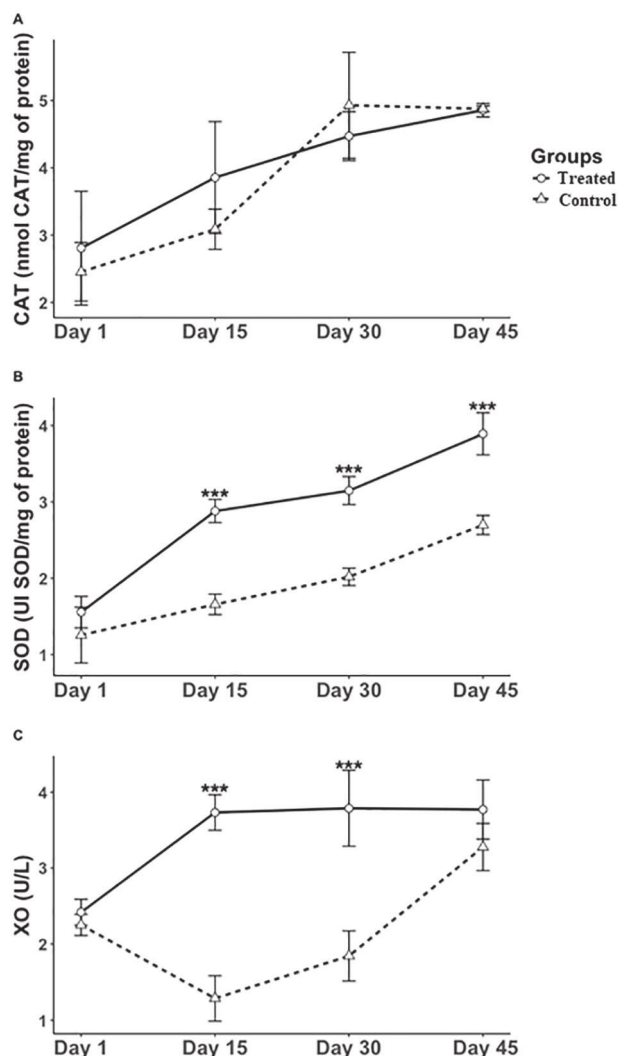 A
CAT (nmol CAT/mg of protein)
5
4
3
2
Day 1 Day 15 Day 30 Day 45
Groups
Treated
Control
B
SOD (UI SOD/mg of protein)
4
3
2
1
***
***
***
Day 1 Day 15 Day 30 Day 45
C
XO (U/L)
4
3
2
1
***
***
Day 1 Day 15 Day 30 Day 45